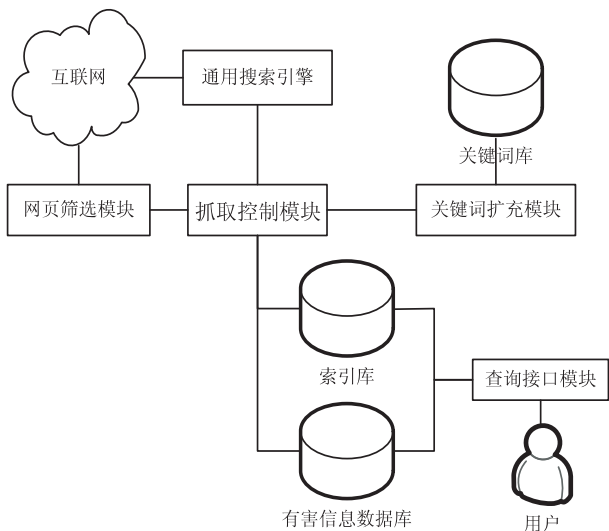 互联网
通用搜索引擎
关键词库
网页筛选模块
抓取控制模块
关键词扩充模块
索引库
查询接口模块
有害信息数据库
用户